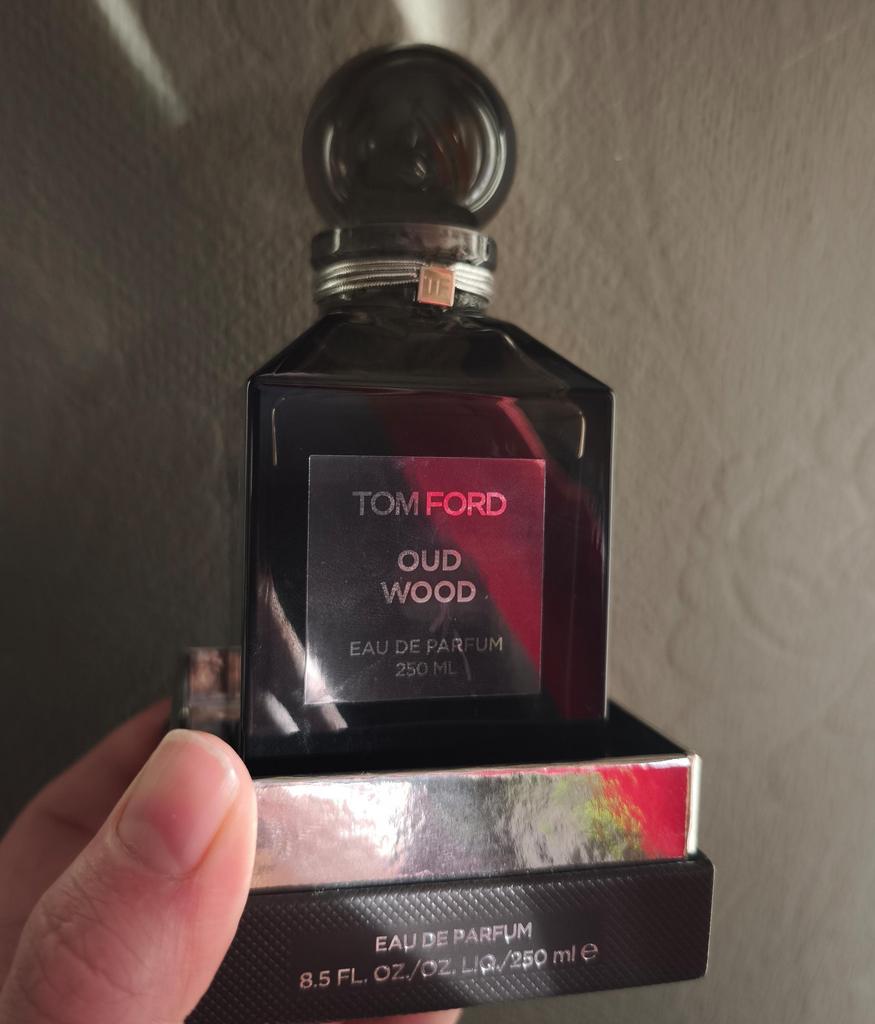 TF
TOM FORD
OUD
WOOD
EAU DE PARFUM
250 ML
EAU DE PARFUM
8.5 FL. OZ./OZ. LIQ./250 ml ℮